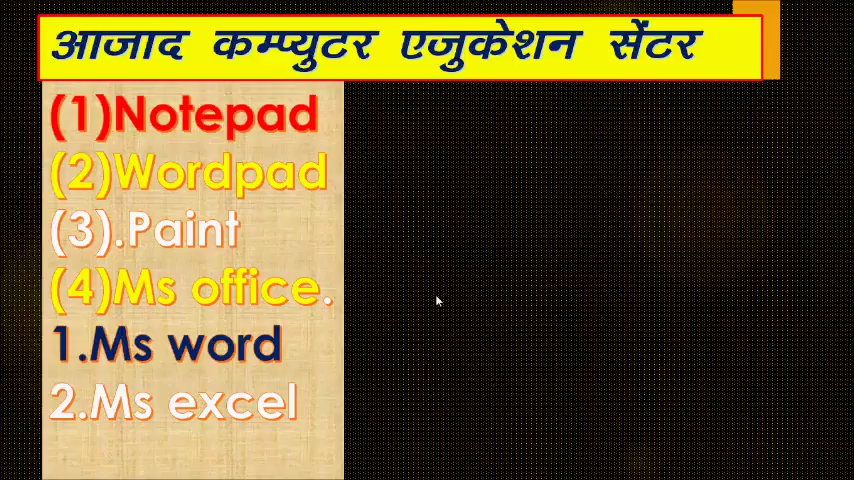 आजाद कम्प्युटर एजुकेशन सेंटर
(1)Notepad
(2)Wordpad
(3).Paint
(4)Ms office.
1.Ms word
2.Ms excel